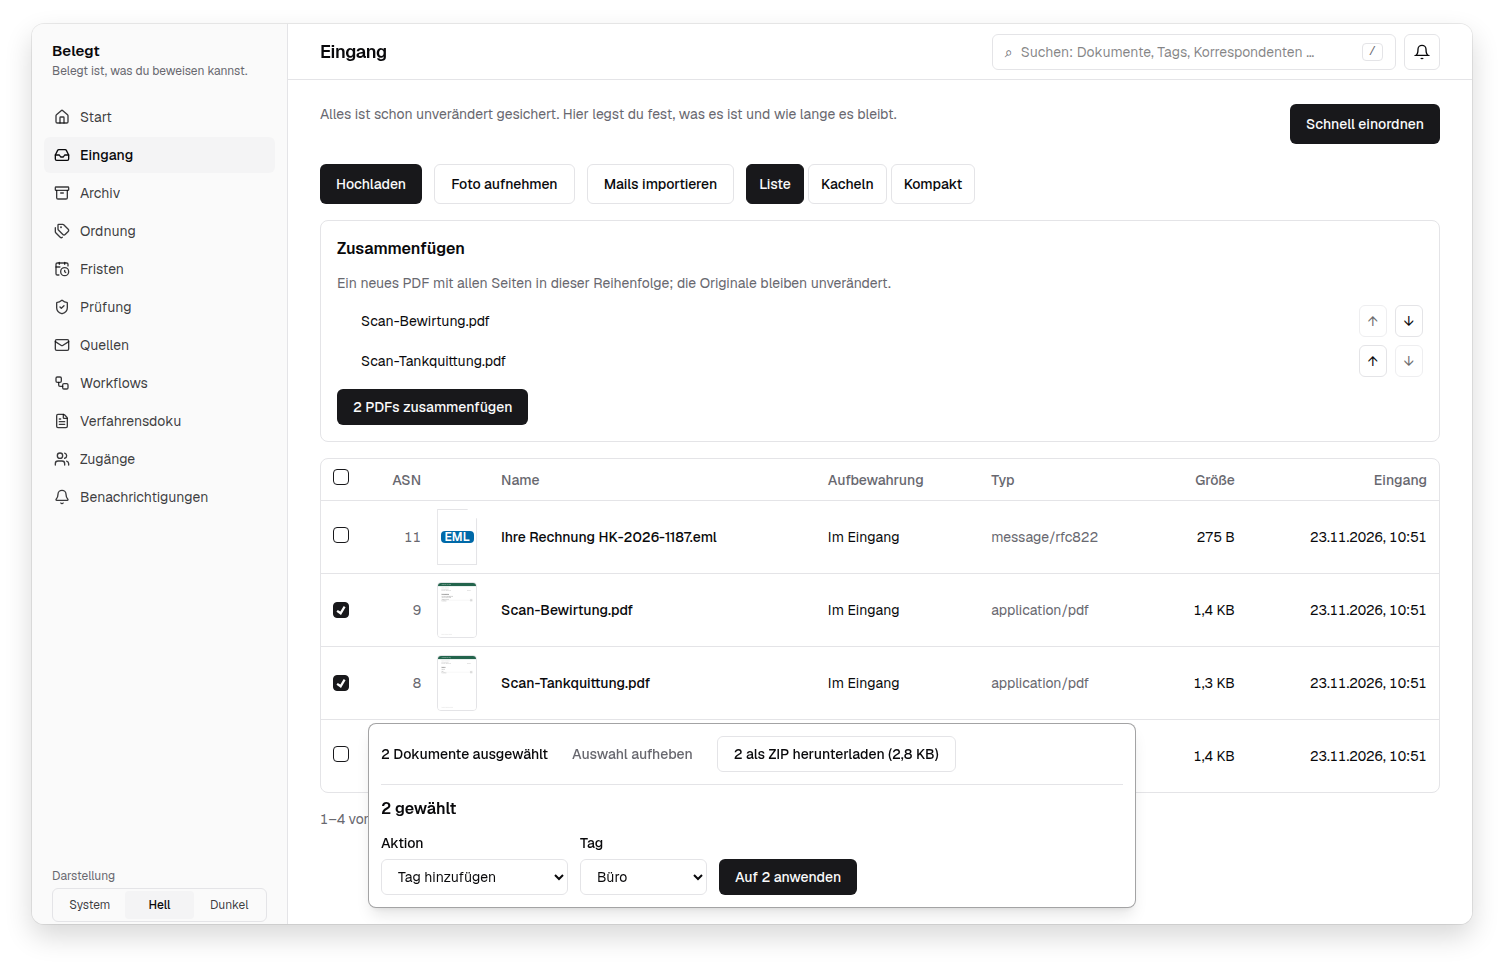 Belegt
Belegt ist, was du beweisen kannst.
Start
Eingang
Archiv
Ordnung
Fristen
Prüfung
Quellen
Workflows
Verfahrensdoku
Zugänge
Benachrichtigungen
Darstellung
System Hell Dunkel
Eingang
Suchen: Dokumente, Tags, Korrespondenten … /
Alles ist schon unverändert gesichert. Hier legst du fest, was es ist und wie lange es bleibt.
Schnell einordnen
Hochladen Foto aufnehmen Mails importieren Liste Kacheln Kompakt
Zusammenfügen
Ein neues PDF mit allen Seiten in dieser Reihenfolge; die Originale bleiben unverändert.
Scan-Bewirtung.pdf
Scan-Tankquittung.pdf
2 PDFs zusammenfügen
ASN Name Aufbewahrung Typ Größe Eingang
11 EML Ihre Rechnung HK-2026-1187.eml Im Eingang message/rfc822 275 B 23.11.2026, 10:51
9 Scan-Bewirtung.pdf Im Eingang application/pdf 1,4 KB 23.11.2026, 10:51
8 Scan-Tankquittung.pdf Im Eingang application/pdf 1,3 KB 23.11.2026, 10:51
1,4 KB 23.11.2026, 10:51
1–4
2 Dokumente ausgewählt Auswahl aufheben 2 als ZIP herunterladen (2,8 KB)
2 gewählt
Aktion Tag
Tag hinzufügen Büro Auf 2 anwenden